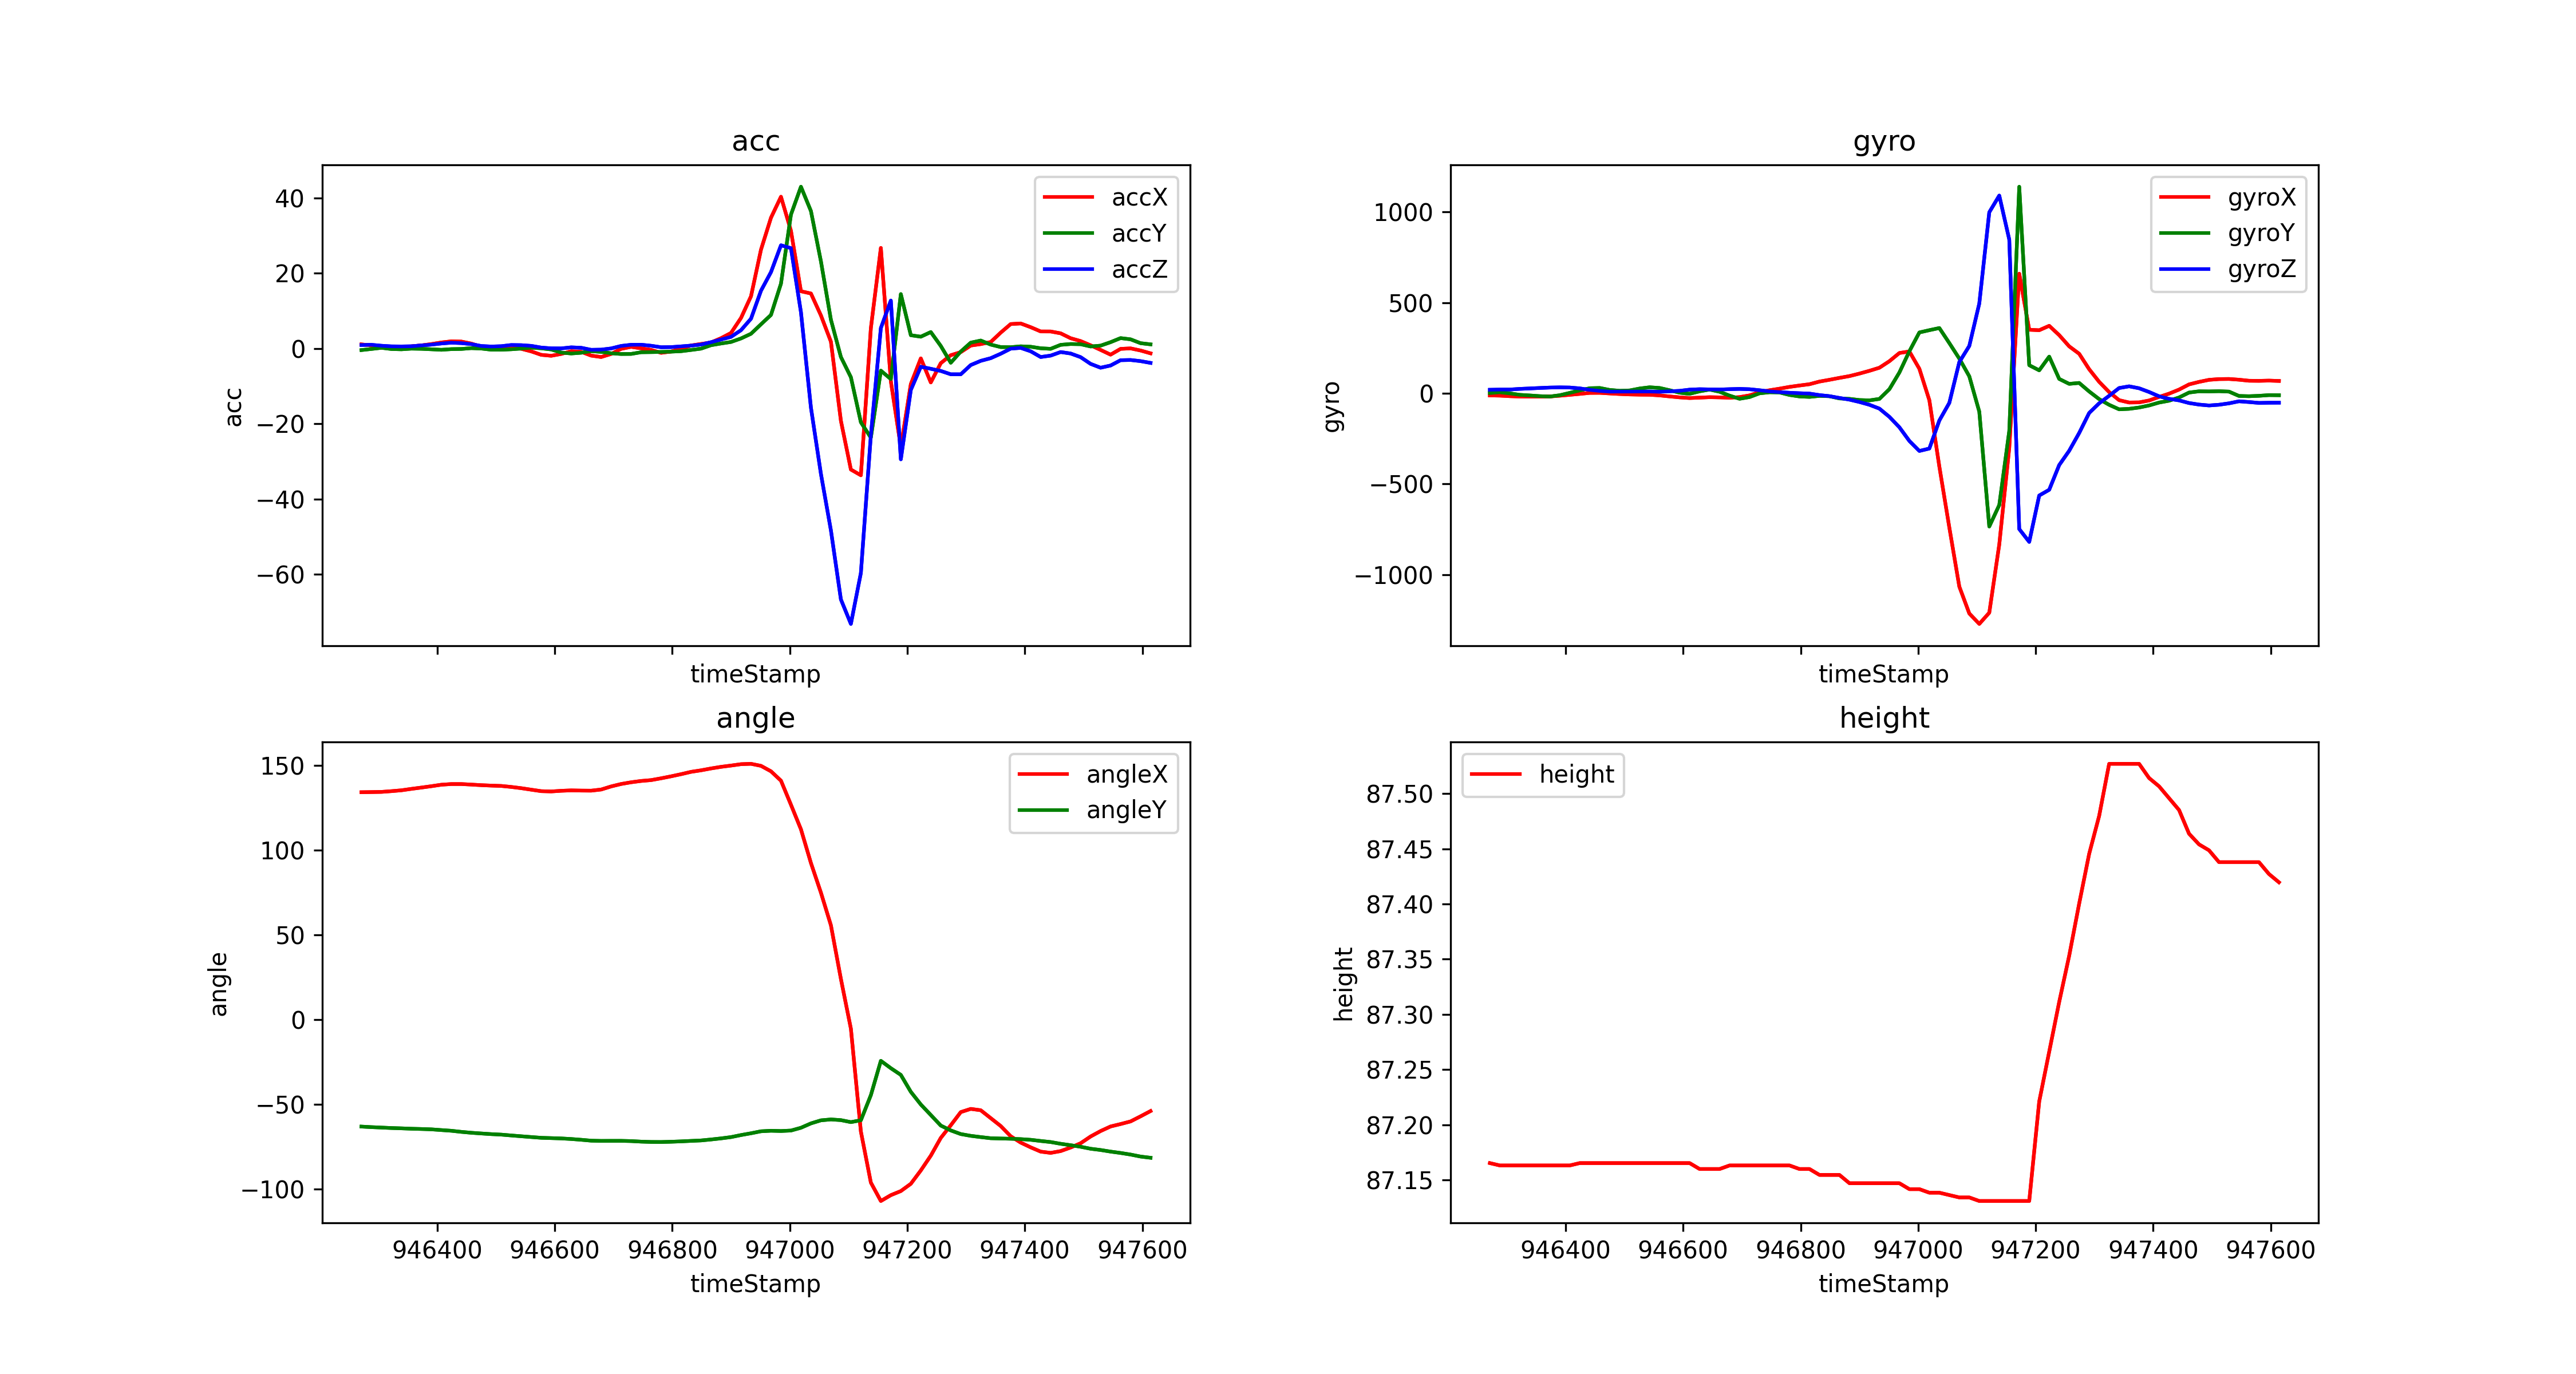 acc
40
20
0
−20
−40
−60
acc
accX
accY
accZ
timeStamp
gyro
1000
500
0
−500
−1000
gyro
gyroX
gyroY
gyroZ
timeStamp
angle
150
100
50
0
−50
−100
angle
angleX
angleY
946400 946600 946800 947000 947200 947400 947600
timeStamp
height
87.50
87.45
87.40
87.35
87.30
87.25
87.20
87.15
height
height
946400 946600 946800 947000 947200 947400 947600
timeStamp